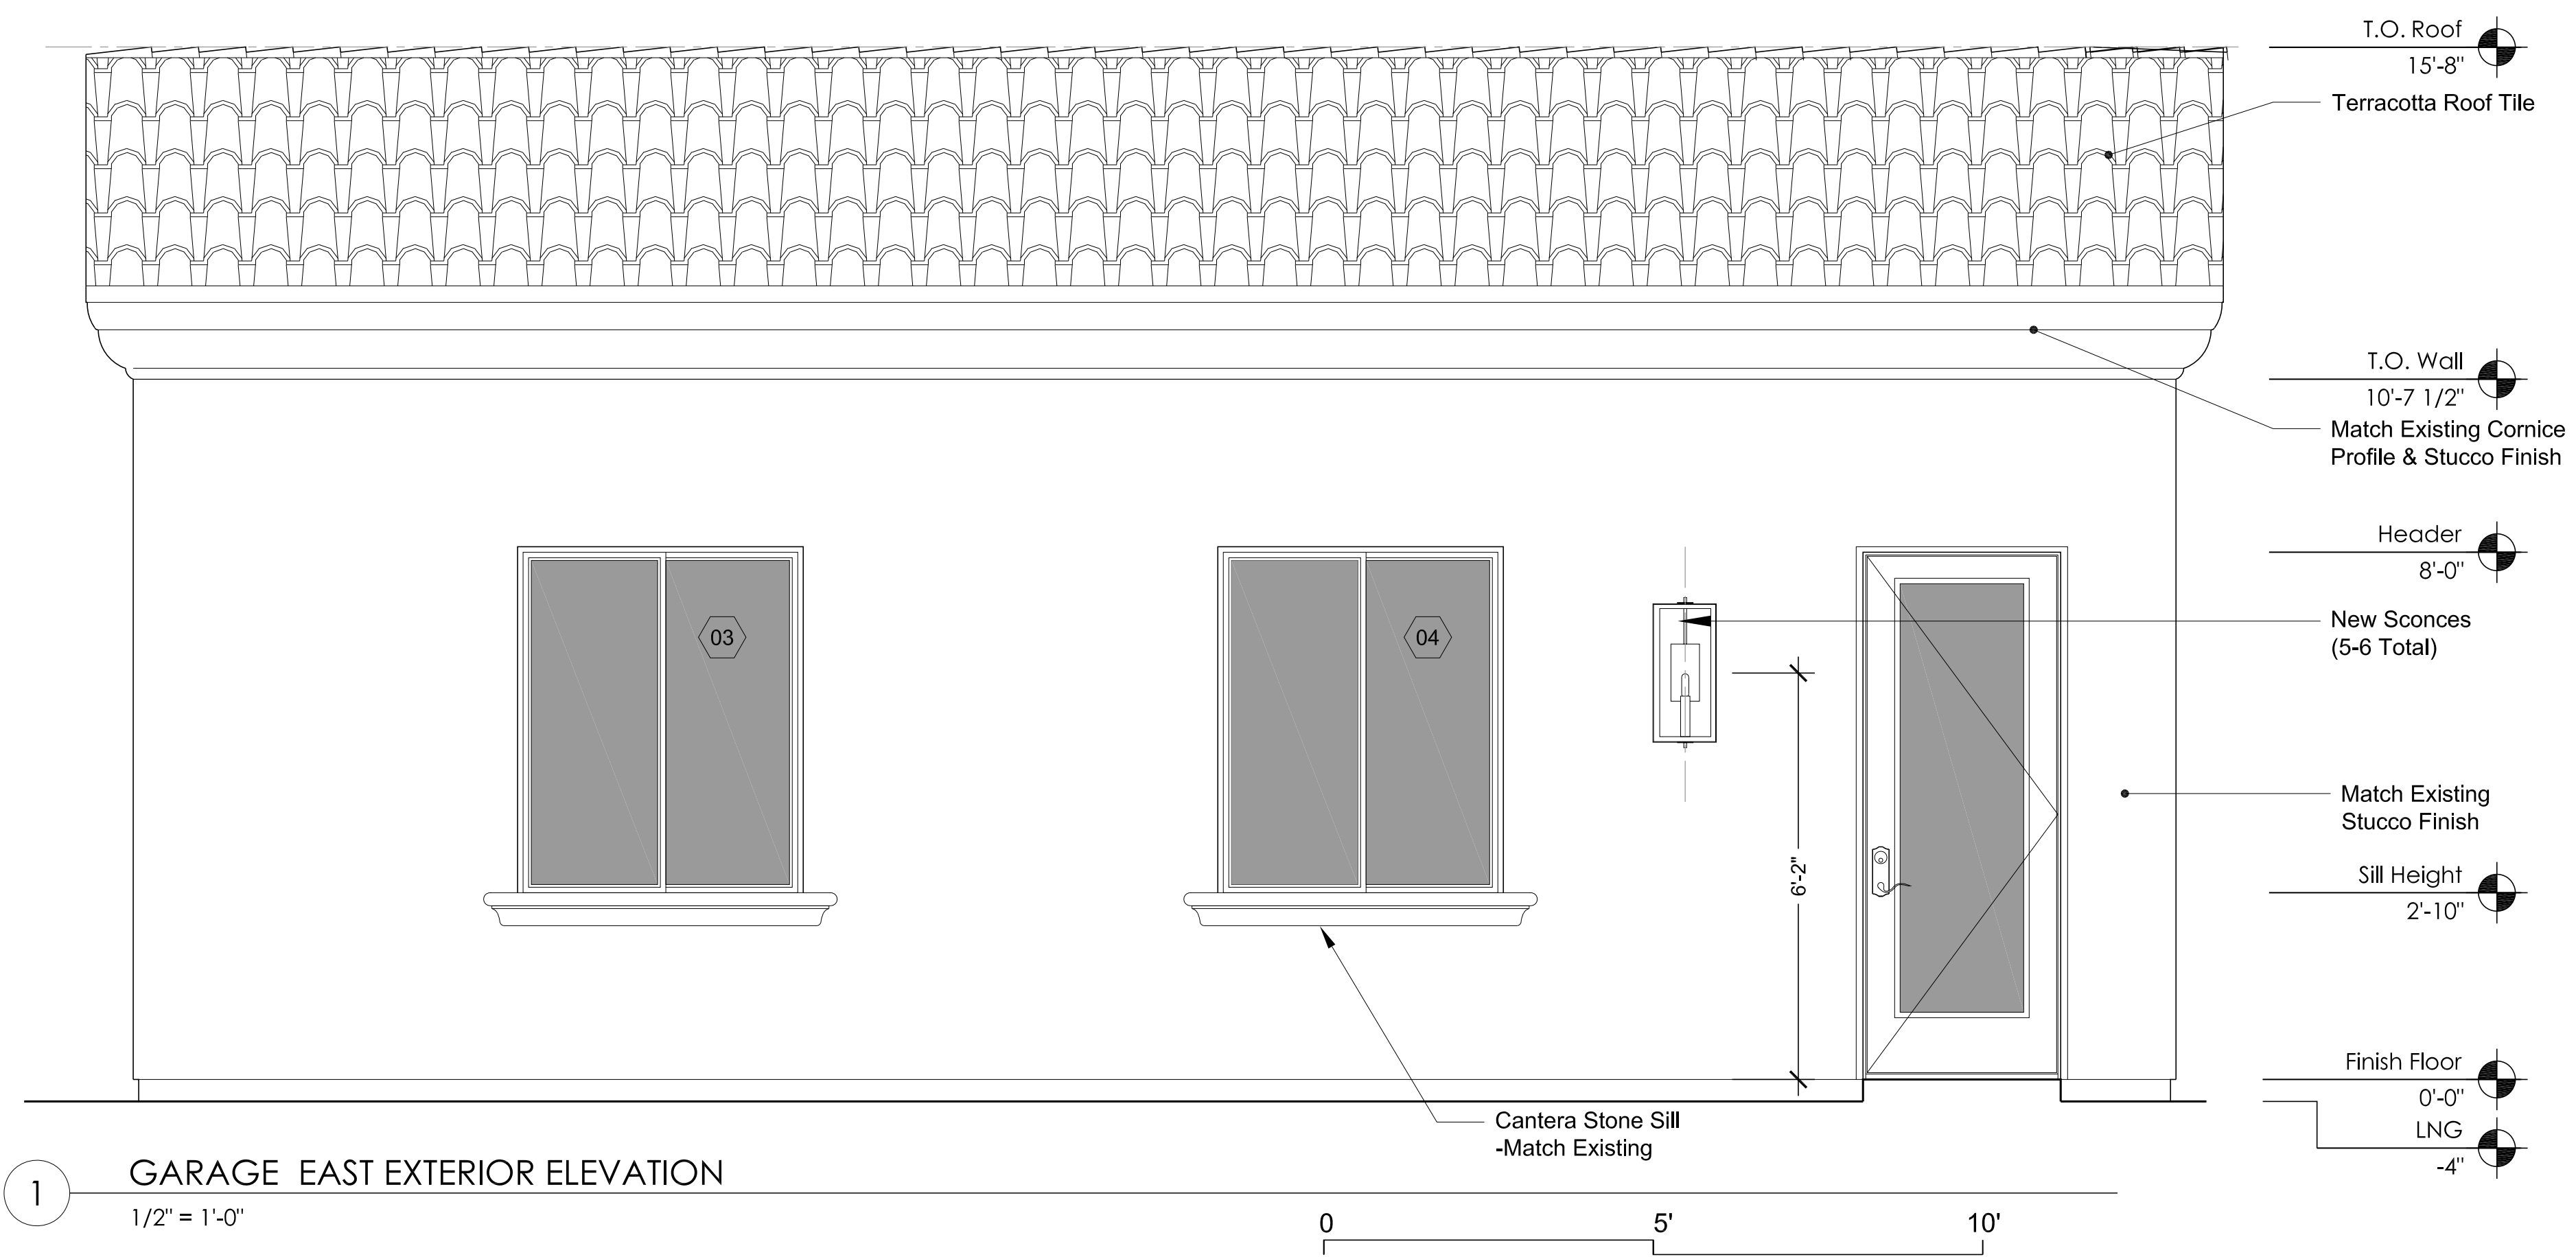 T.O. Roof
15'-8"
Terracotta Roof Tile
T.O. Wall
10'-7 1/2"
Match Existing Cornice
Profile & Stucco Finish
Header
8'-0"
03
04
New Sconces
(5-6 Total)
Match Existing
Stucco Finish
6'-2"
Sill Height
2'-10"
Finish Floor
0'-0"
LNG
-4"
Cantera Stone Sill
-Match Existing
1
GARAGE EAST EXTERIOR ELEVATION
1/2" = 1'-0"
0 5' 10'